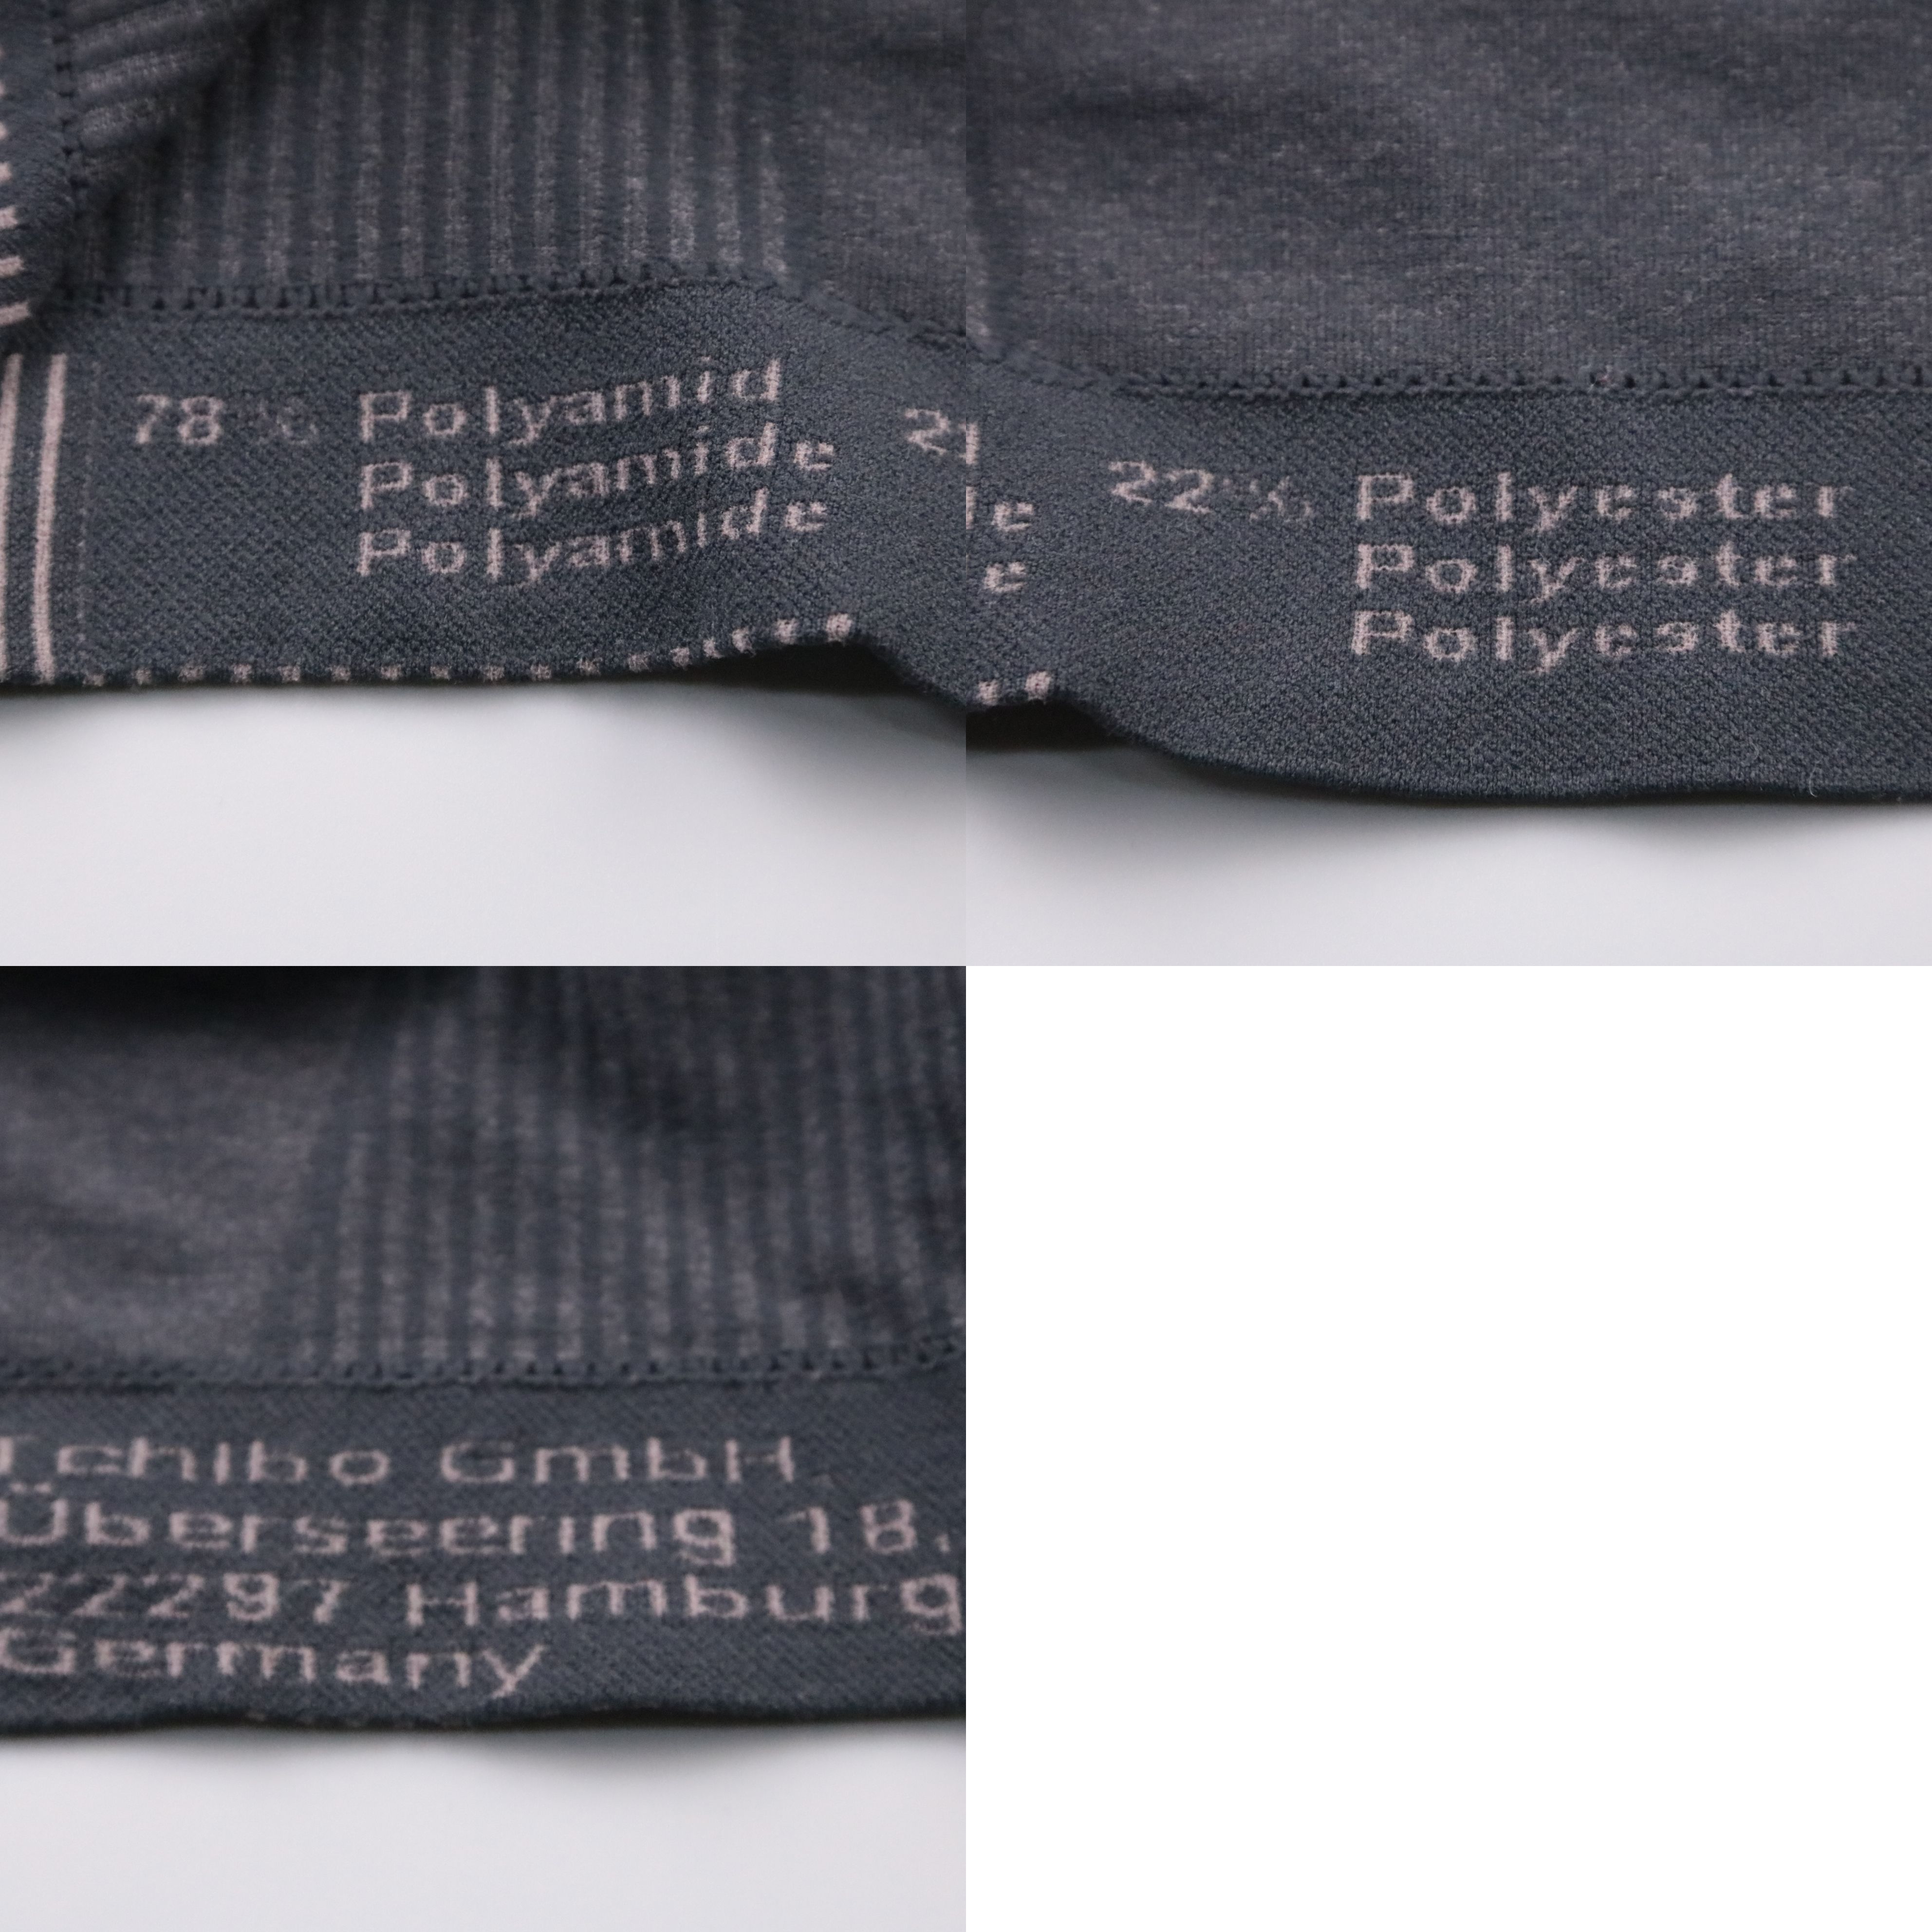 78% Polyamid
Polyamide
Polyamide
22% Polyester
Polyester
Polyester
Tchibo GmbH
Überseering 18,
22297 Hamburg
Germany